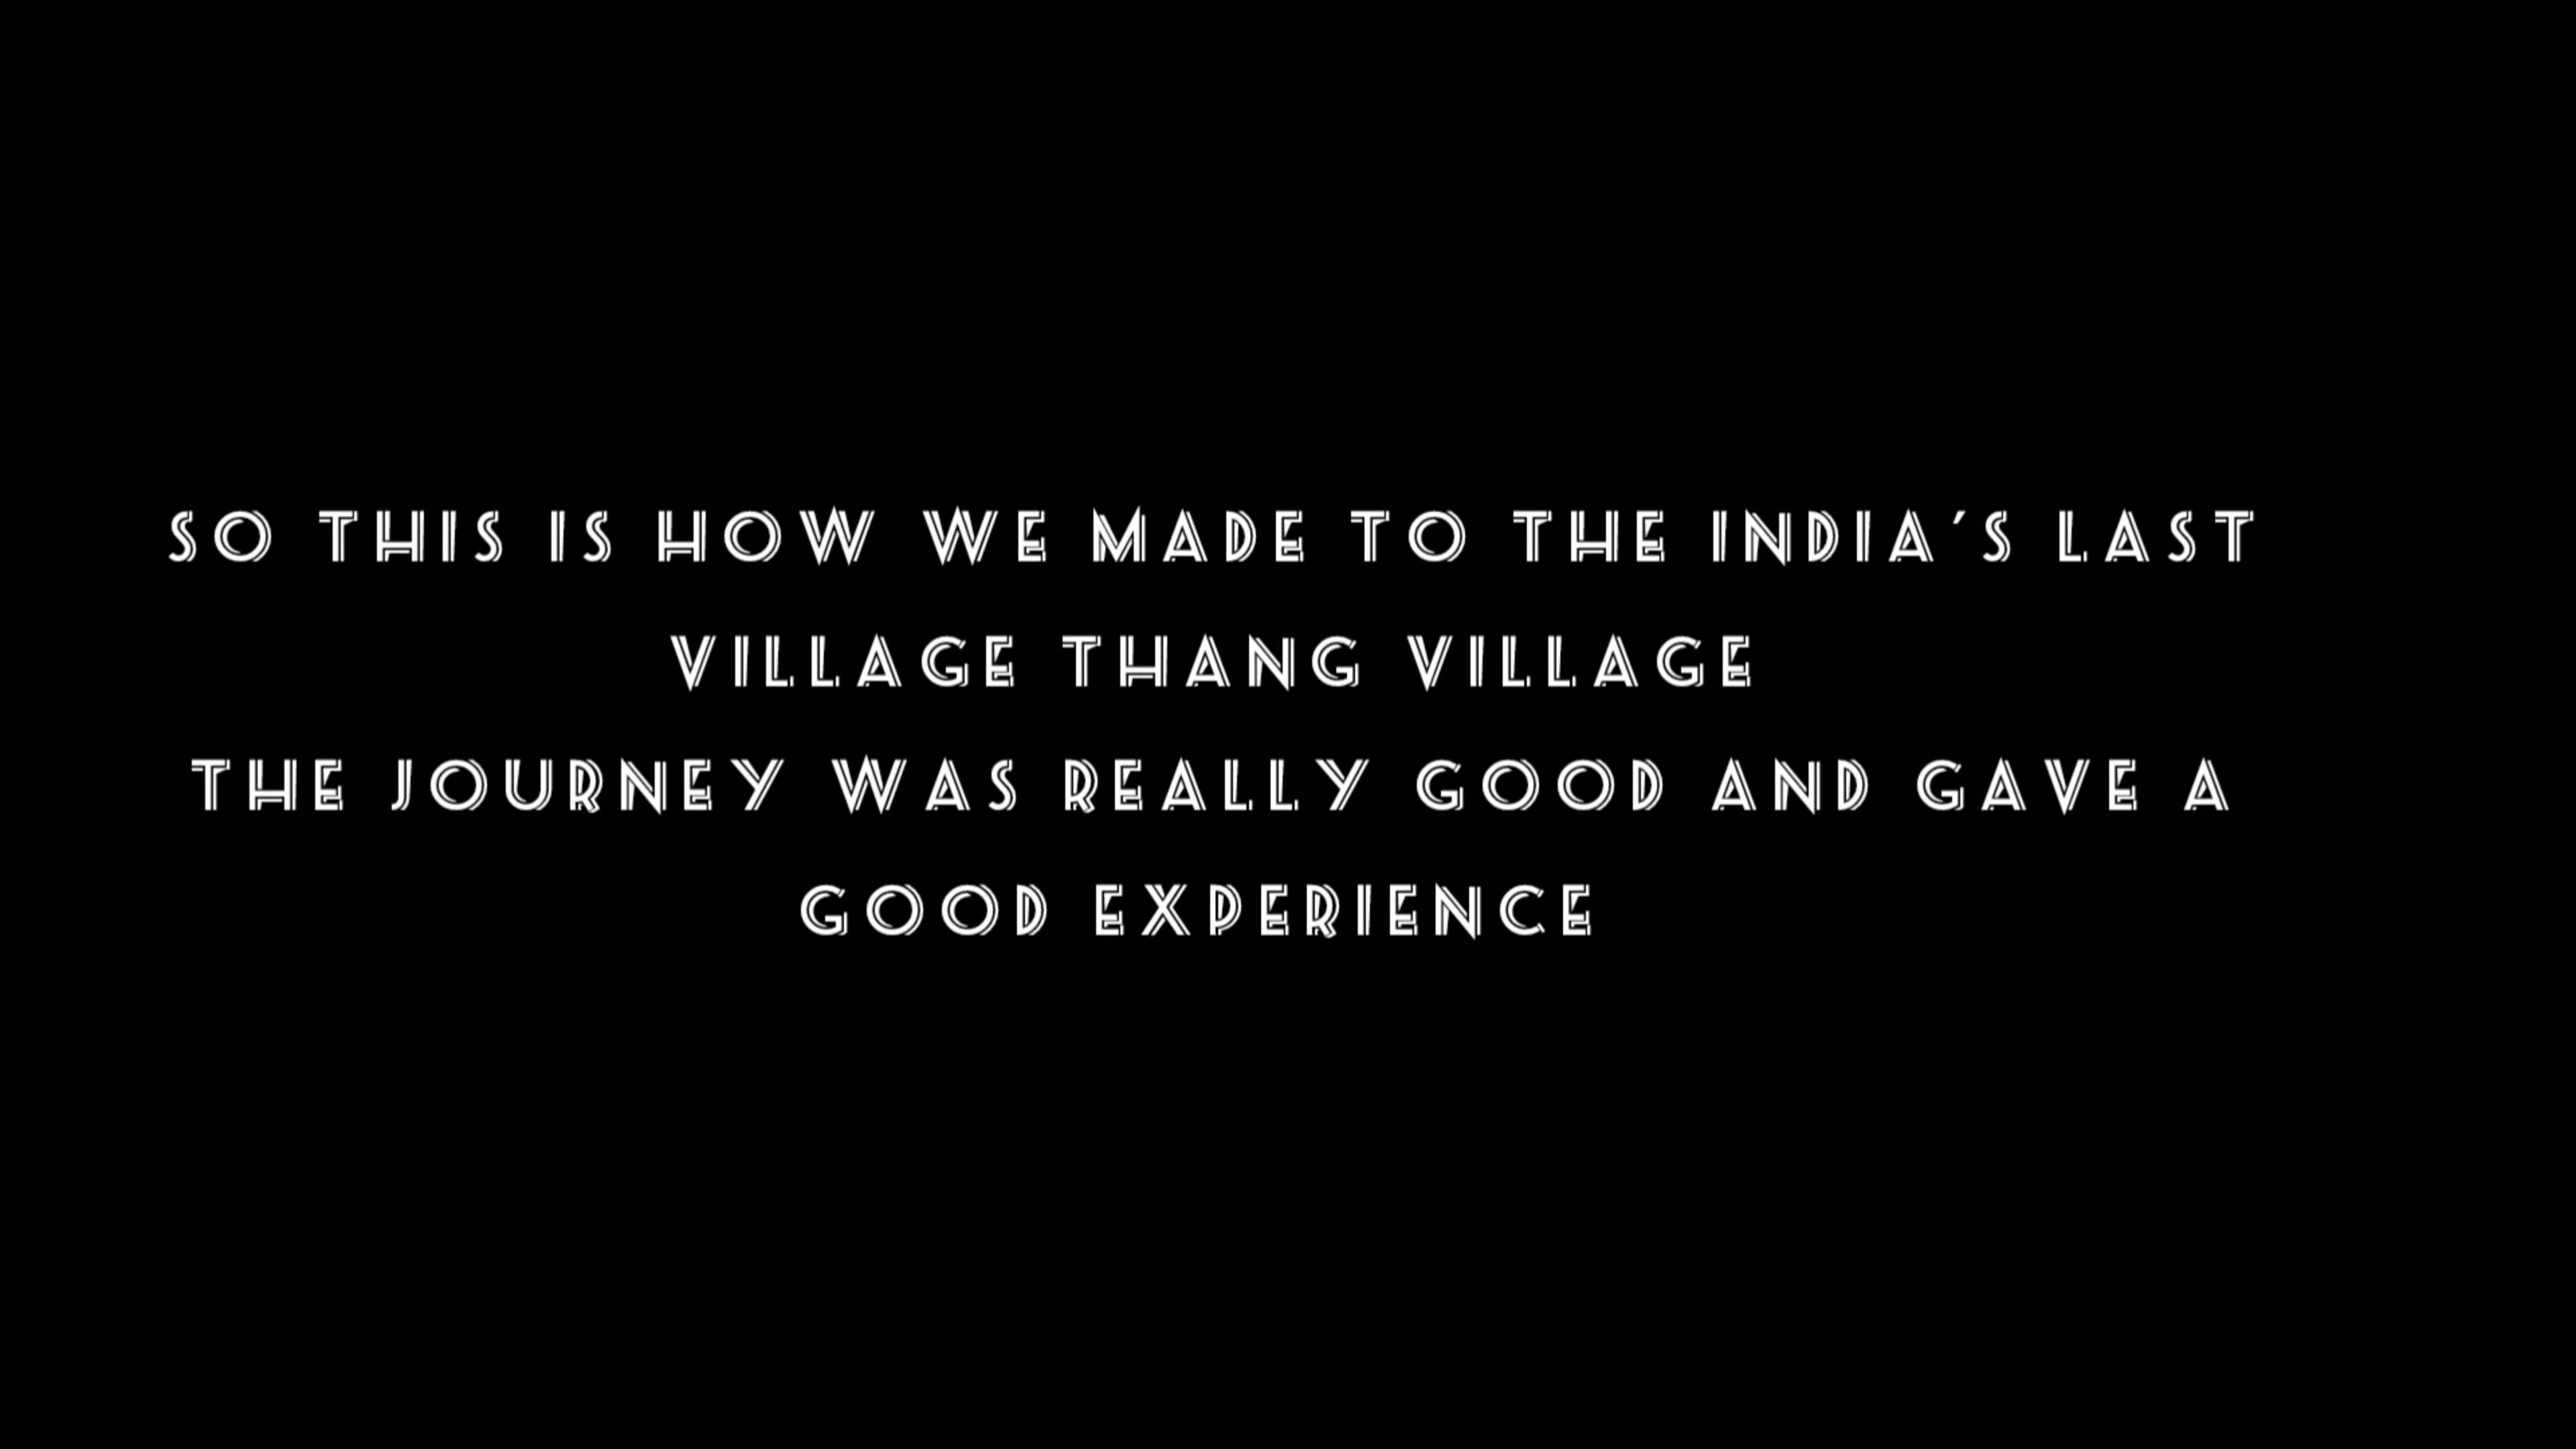 SO THIS IS HOW WE MADE TO THE INDIA'S LAST
VILLAGE THANG VILLAGE
THE JOURNEY WAS REALLY GOOD AND GAVE A
GOOD EXPERIENCE